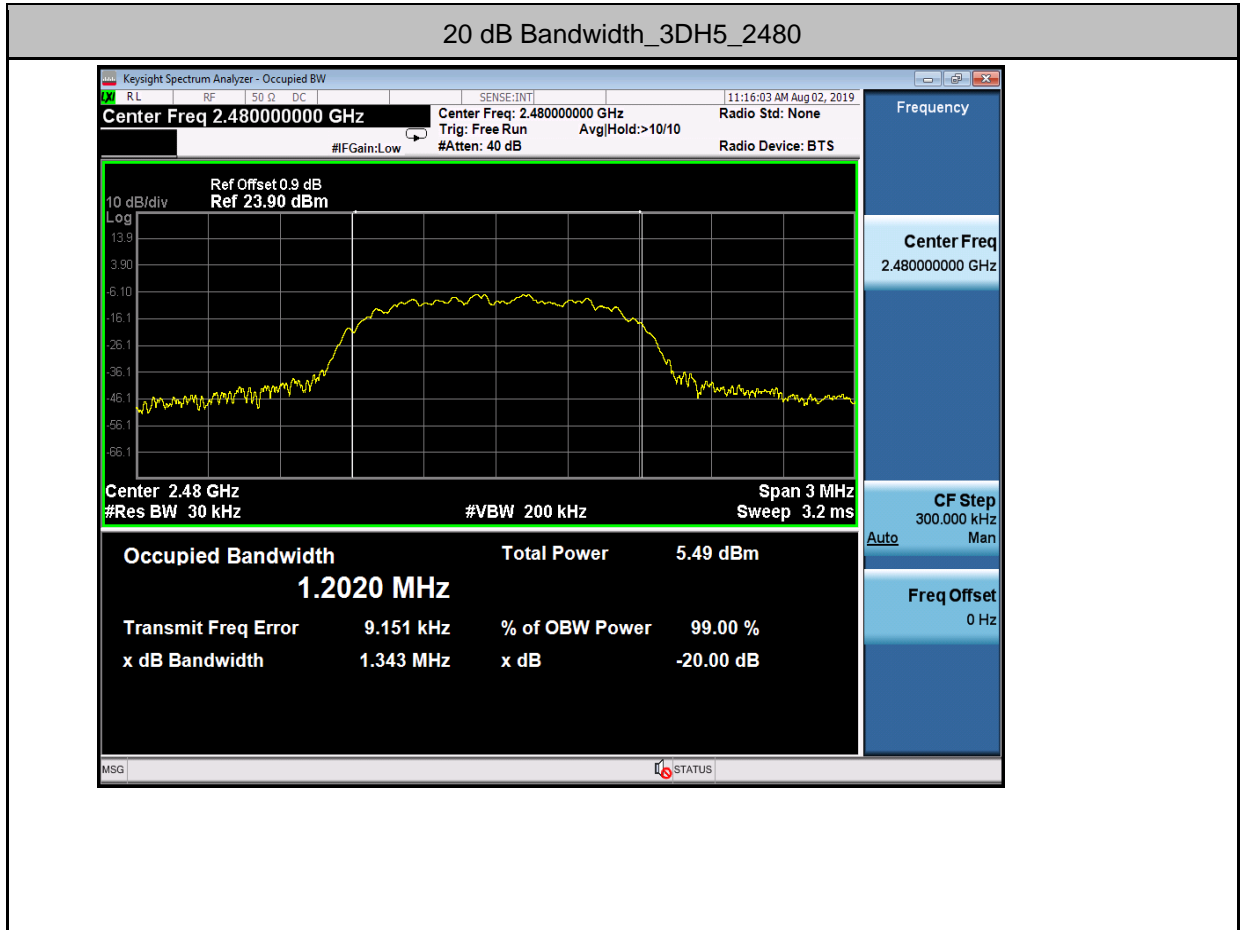 20 dB Bandwidth_3DH5_2480
Keysight Spectrum Analyzer - Occupied BW
LXI RL RF 50 Ω DC SENSE:INT 11:16:03 AM Aug 02, 2019
Center Freq 2.480000000 GHz
#IFGain:Low
Center Freq: 2.480000000 GHz
Trig: Free Run Avg|Hold:>10/10
#Atten: 40 dB
Radio Std: None
Radio Device: BTS
Ref Offset 0.9 dB
10 dB/div Ref 23.90 dBm
Log
13.9
3.90
-6.10
-16.1
-26.1
-36.1
-46.1
-56.1
-66.1
Center 2.48 GHz Span 3 MHz
#Res BW 30 kHz #VBW 200 kHz Sweep 3.2 ms
Occupied Bandwidth Total Power 5.49 dBm
1.2020 MHz
Transmit Freq Error 9.151 kHz % of OBW Power 99.00 %
x dB Bandwidth 1.343 MHz x dB -20.00 dB
Frequency
Center Freq
2.480000000 GHz
CF Step
300.000 kHz
Auto Man
Freq Offset
0 Hz
MSG STATUS